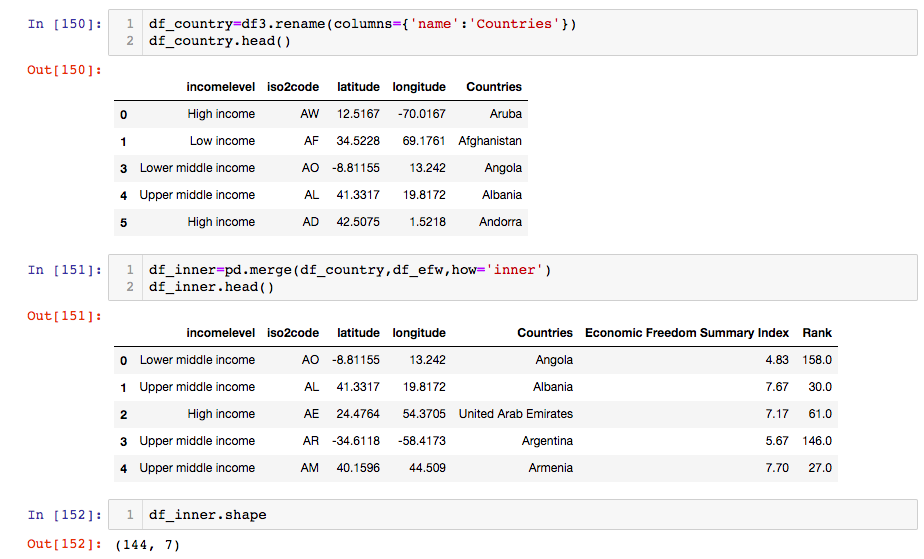 In [150]: 1 df_country=df3.rename(columns={'name':'Countries'})
2 df_country.head()
Out[150]:
incomelevel iso2code latitude longitude Countries
0 High income AW 12.5167 -70.0167 Aruba
1 Low income AF 34.5228 69.1761 Afghanistan
3 Lower middle income AO -8.81155 13.242 Angola
4 Upper middle income AL 41.3317 19.8172 Albania
5 High income AD 42.5075 1.5218 Andorra
In [151]: 1 df_inner=pd.merge(df_country,df_efw,how='inner')
2 df_inner.head()
Out[151]:
incomelevel iso2code latitude longitude Countries Economic Freedom Summary Index Rank
0 Lower middle income AO -8.81155 13.242 Angola 4.83 158.0
1 Upper middle income AL 41.3317 19.8172 Albania 7.67 30.0
2 High income AE 24.4764 54.3705 United Arab Emirates 7.17 61.0
3 Upper middle income AR -34.6118 -58.4173 Argentina 5.67 146.0
4 Upper middle income AM 40.1596 44.509 Armenia 7.70 27.0
In [152]: 1 df_inner.shape
Out[152]: (144, 7)